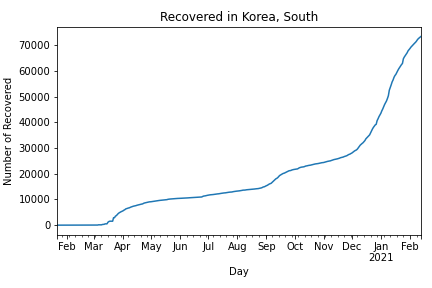 Recovered in Korea, South
Number of Recovered
70000
60000
50000
40000
30000
20000
10000
0
Feb Mar Apr May Jun Jul Aug Sep Oct Nov Dec Jan Feb
2021
Day